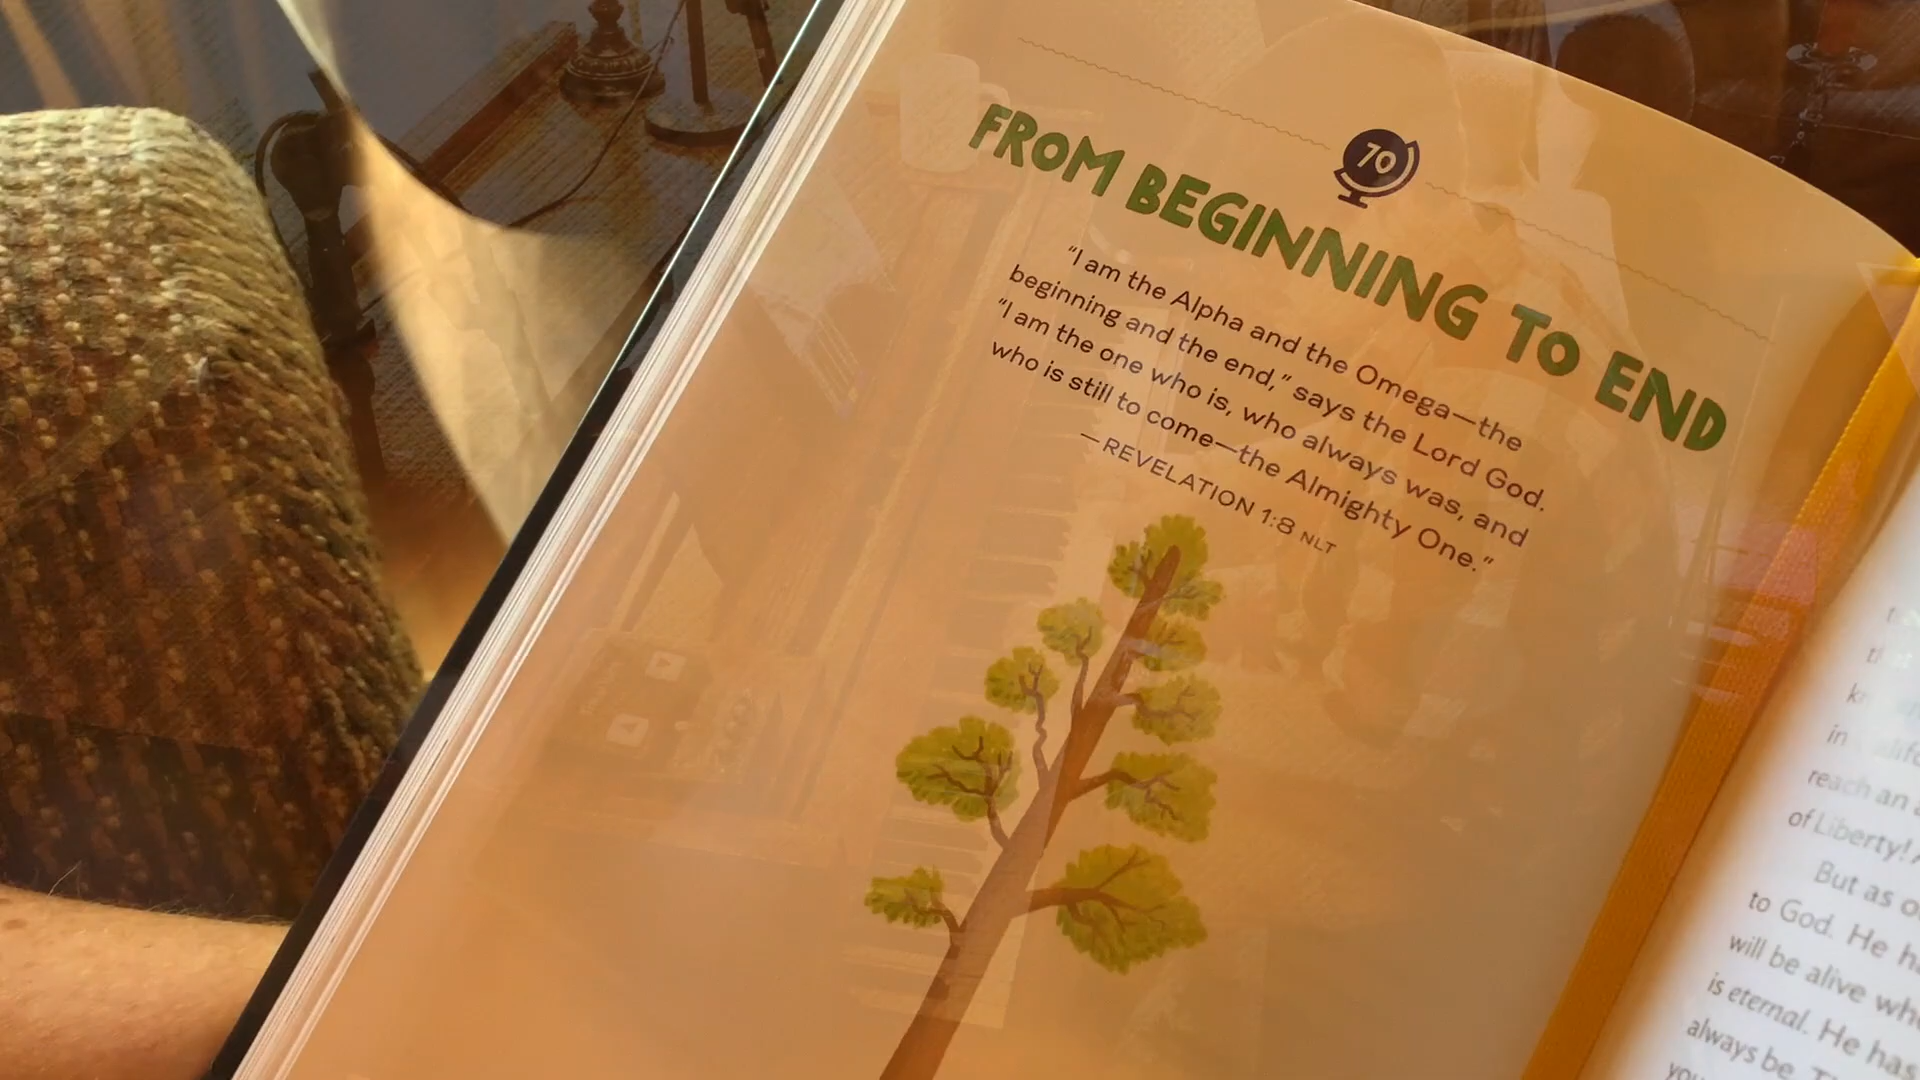 70
FROM BEGINNING TO END
“I am the Alpha and the Omega—the
beginning and the end,” says the Lord God.
“I am the one who is, who always was, and
who is still to come—the Almighty One.”
—REVELATION 1:8 NLT
in
reach an
of Liberty!
But as
to God. He
will be alive
is eternal. He has
always be.